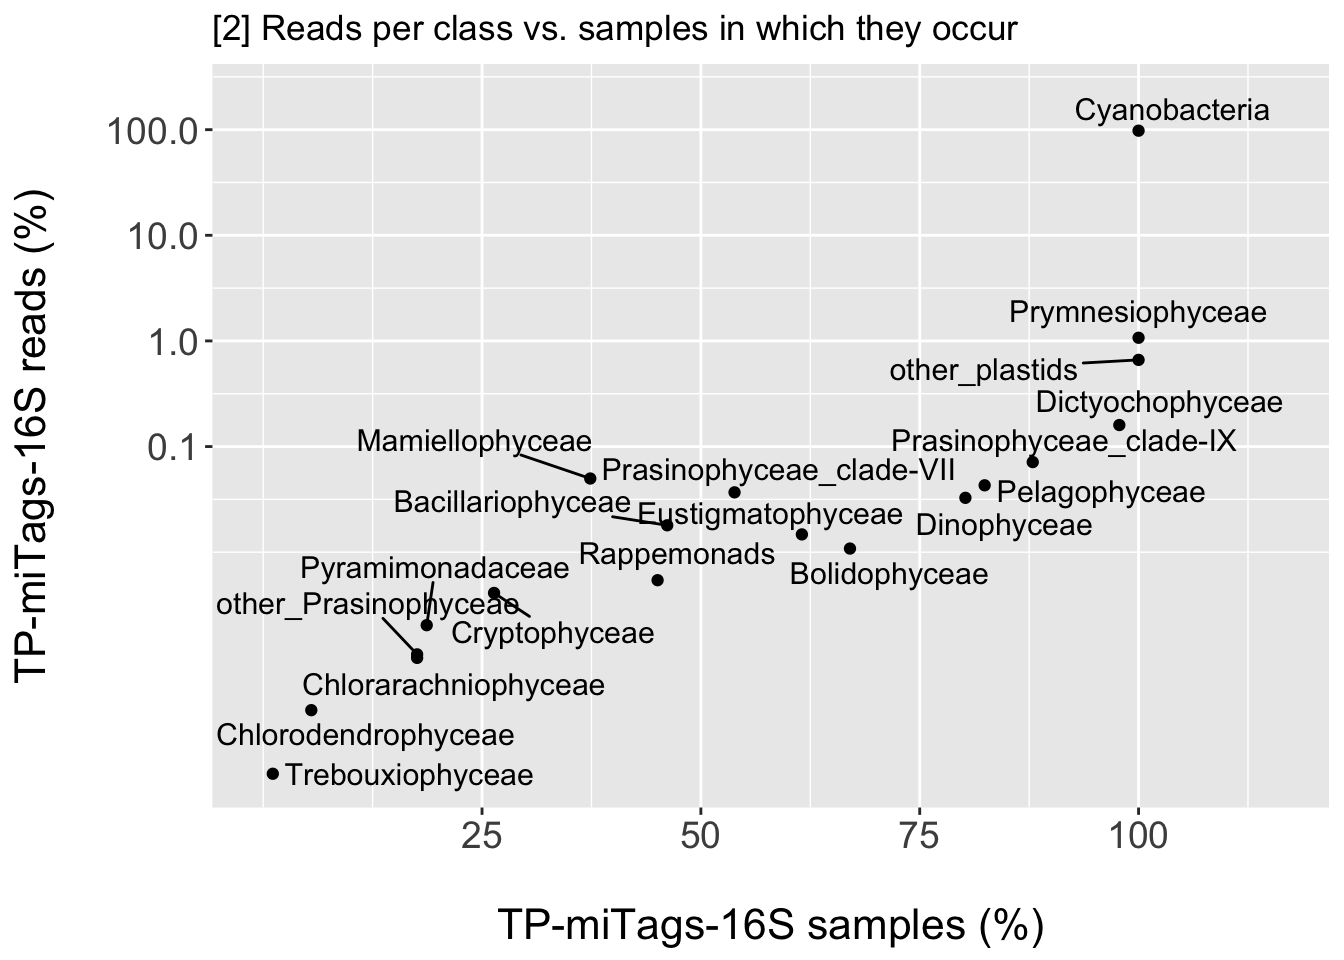 [2] Reads per class vs. samples in which they occur
TP-miTags-16S reads (%)
100.0
10.0
1.0
0.1
Cyanobacteria
Prymnesiophyceae
other_plastids
Dictyochophyceae
Mamiellophyceae
Prasinophyceae_clade-IX
Prasinophyceae_clade-VII
Pelagophyceae
Bacillariophyceae
Eustigmatophyceae
Dinophyceae
Rappemonads
Pyramimonadaceae
Bolidophyceae
other_Prasinophyceae
Cryptophyceae
Chlorarachniophyceae
Chlorodendrophyceae
Trebouxiophyceae
25
50
75
100
TP-miTags-16S samples (%)